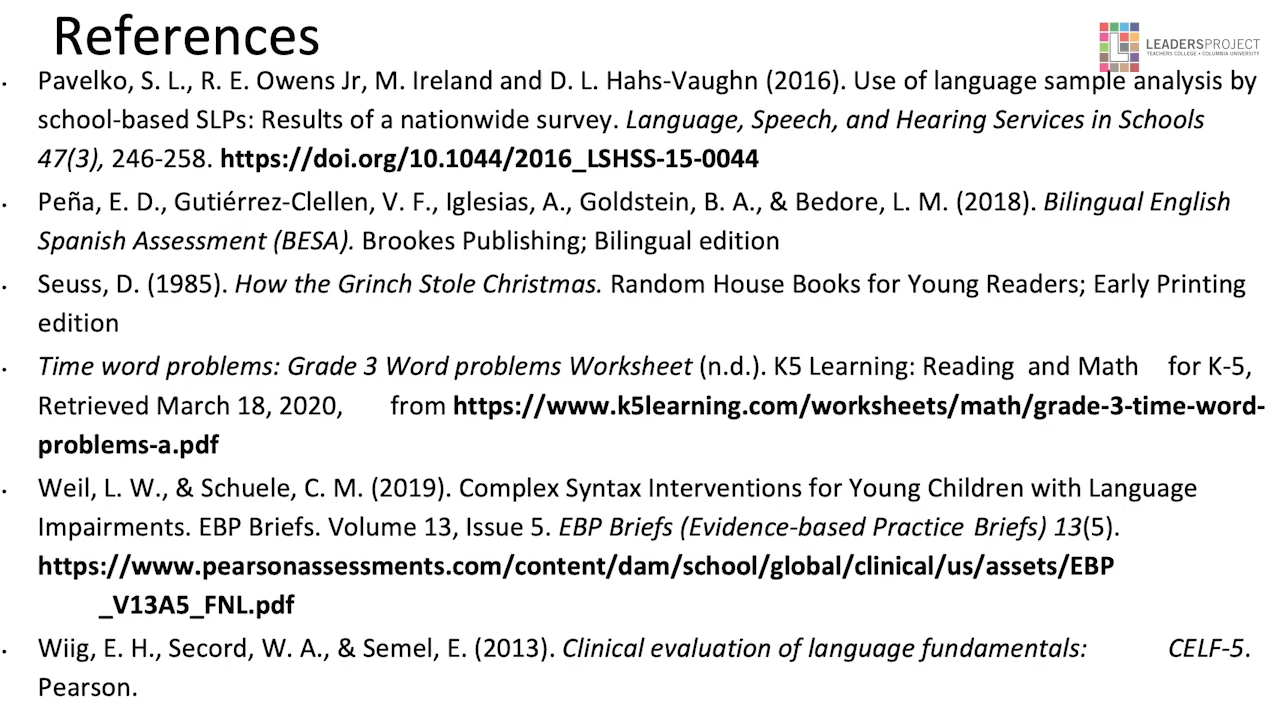 References
LEADERSPROJECT
TEACHERS COLLEGE • COLUMBIA UNIVERSITY
• Pavelko, S. L., R. E. Owens Jr, M. Ireland and D. L. Hahs-Vaughn (2016). Use of language sample analysis by
school-based SLPs: Results of a nationwide survey. Language, Speech, and Hearing Services in Schools
47(3), 246-258. https://doi.org/10.1044/2016_LSHSS-15-0044
• Peña, E. D., Gutiérrez-Clellen, V. F., Iglesias, A., Goldstein, B. A., & Bedore, L. M. (2018). Bilingual English
Spanish Assessment (BESA). Brookes Publishing; Bilingual edition
• Seuss, D. (1985). How the Grinch Stole Christmas. Random House Books for Young Readers; Early Printing
edition
• Time word problems: Grade 3 Word problems Worksheet (n.d.). K5 Learning: Reading and Math for K-5,
Retrieved March 18, 2020, from https://www.k5learning.com/worksheets/math/grade-3-time-word-
problems-a.pdf
• Weil, L. W., & Schuele, C. M. (2019). Complex Syntax Interventions for Young Children with Language
Impairments. EBP Briefs. Volume 13, Issue 5. EBP Briefs (Evidence-based Practice Briefs) 13(5).
https://www.pearsonassessments.com/content/dam/school/global/clinical/us/assets/EBP
_V13A5_FNL.pdf
• Wiig, E. H., Secord, W. A., & Semel, E. (2013). Clinical evaluation of language fundamentals: CELF-5.
Pearson.